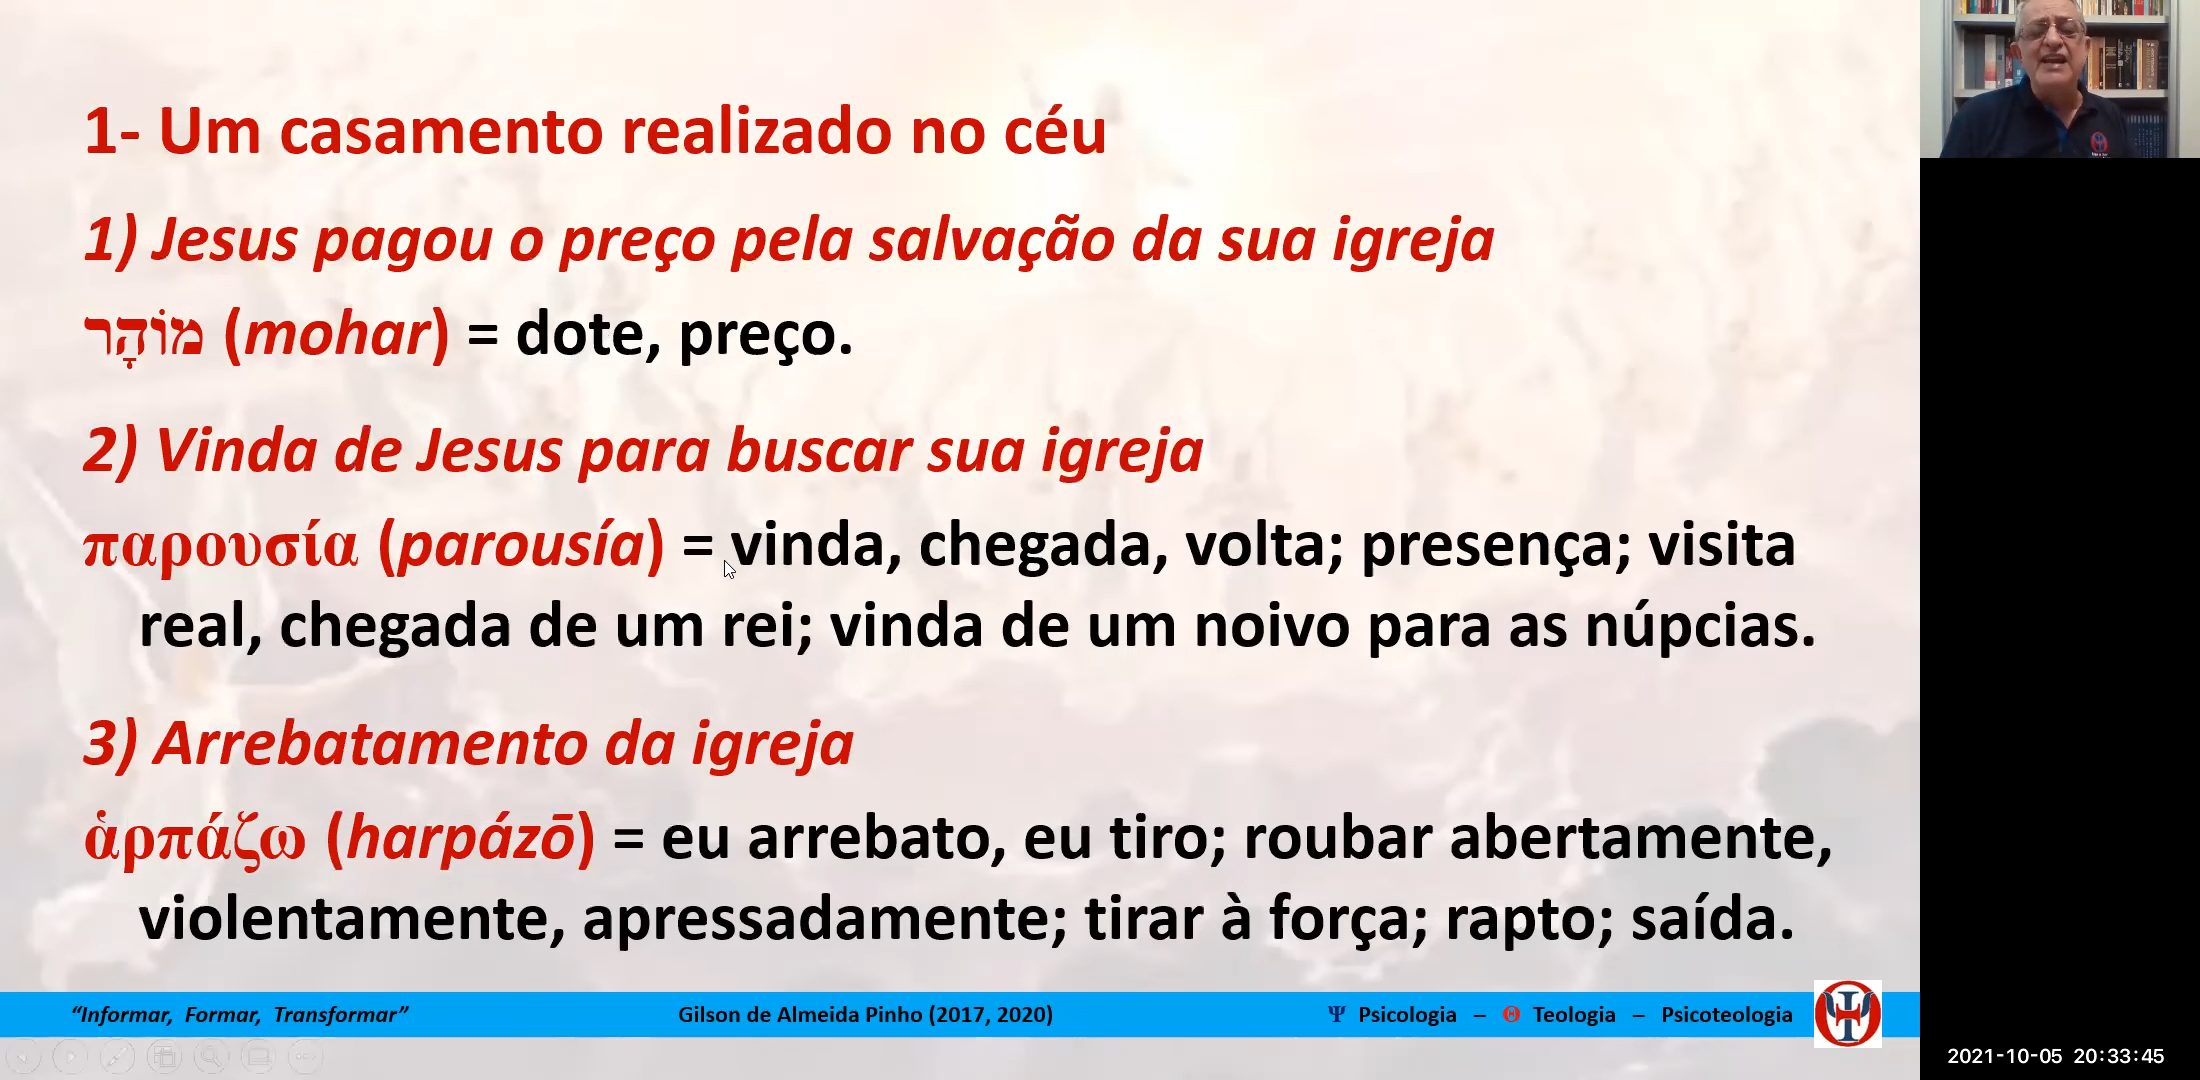 1- Um casamento realizado no céu
1) Jesus pagou o preço pela salvação da sua igreja
מוֹהָר (mohar) = dote, preço.
2) Vinda de Jesus para buscar sua igreja
παρουσία (parousía) = vinda, chegada, volta; presença; visita
real, chegada de um rei; vinda de um noivo para as núpcias.
3) Arrebatamento da igreja
ἁρπάζω (harpázō) = eu arrebato, eu tiro; roubar abertamente,
violentamente, apressadamente; tirar à força; rapto; saída.
“Informar, Formar, Transformar” Gilson de Almeida Pinho (2017, 2020) Ψ Psicologia – Θ Teologia – Psicoteologia
2021-10-05 20:33:45